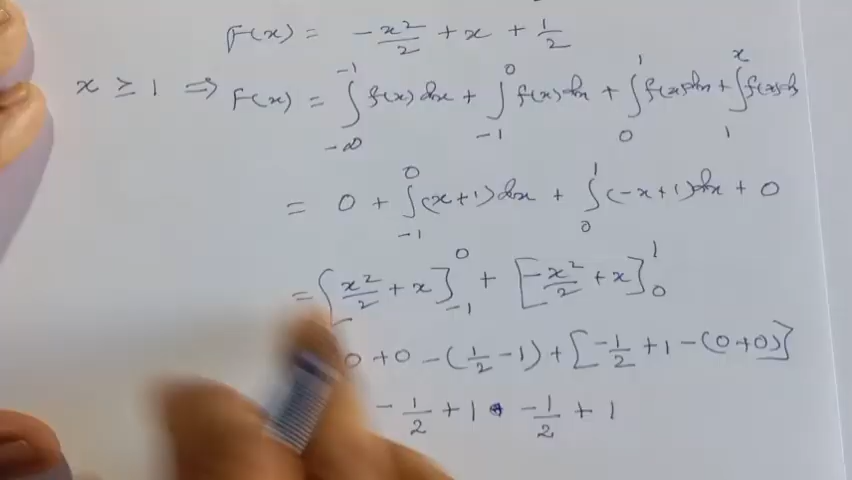 F(x) = -x²/2 + x + 1/2
x ≥ 1 ⇒ F(x) = ∫_{-∞}^{-1} f(x) dx + ∫_{-1}^{0} f(x) dx + ∫_{0}^{1} f(x) dx + ∫_{1}^{x} f(x) dx
= 0 + ∫_{-1}^{0} (x+1) dx + ∫_{0}^{1} (-x+1) dx + 0
= [x²/2 + x]_{-1}^{0} + [-x²/2 + x]_{0}^{1}
0 + 0 - (1/2 - 1) + [-1/2 + 1 - (0+0)]
- 1/2 + 1 - 1/2 + 1